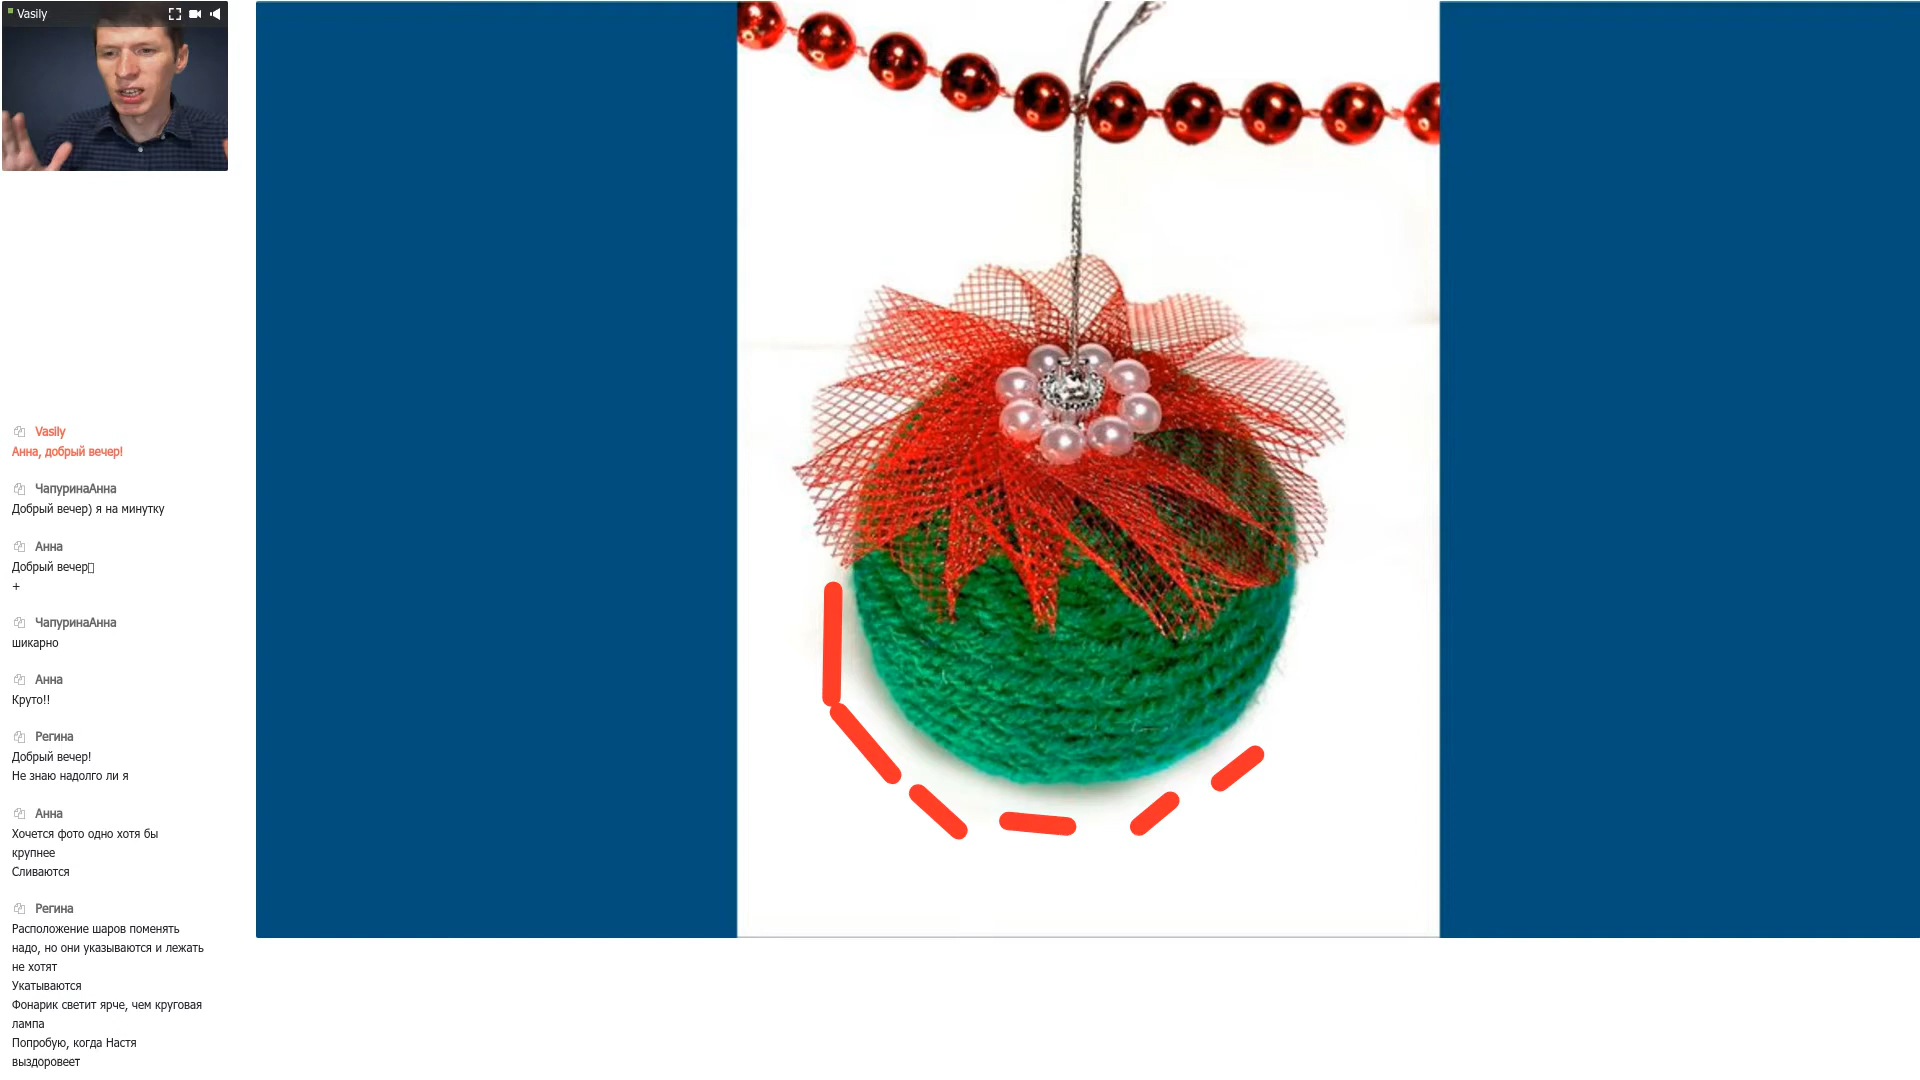 Vasily
Vasily
Анна, добрый вечер!
ЧапуринаАнна
Добрый вечер) я на минутку
Анна
Добрый вечер
+
ЧапуринаАнна
шикарно
Анна
Круто!!
Регина
Добрый вечер!
Не знаю надолго ли я
Анна
Хочется фото одно хотя бы
крупнее
Сливаются
Регина
Расположение шаров поменять
надо, но они указываются и лежать
не хотят
Укатываются
Фонарик светит ярче, чем круговая
лампа
Попробую, когда Настя
выздоровеет